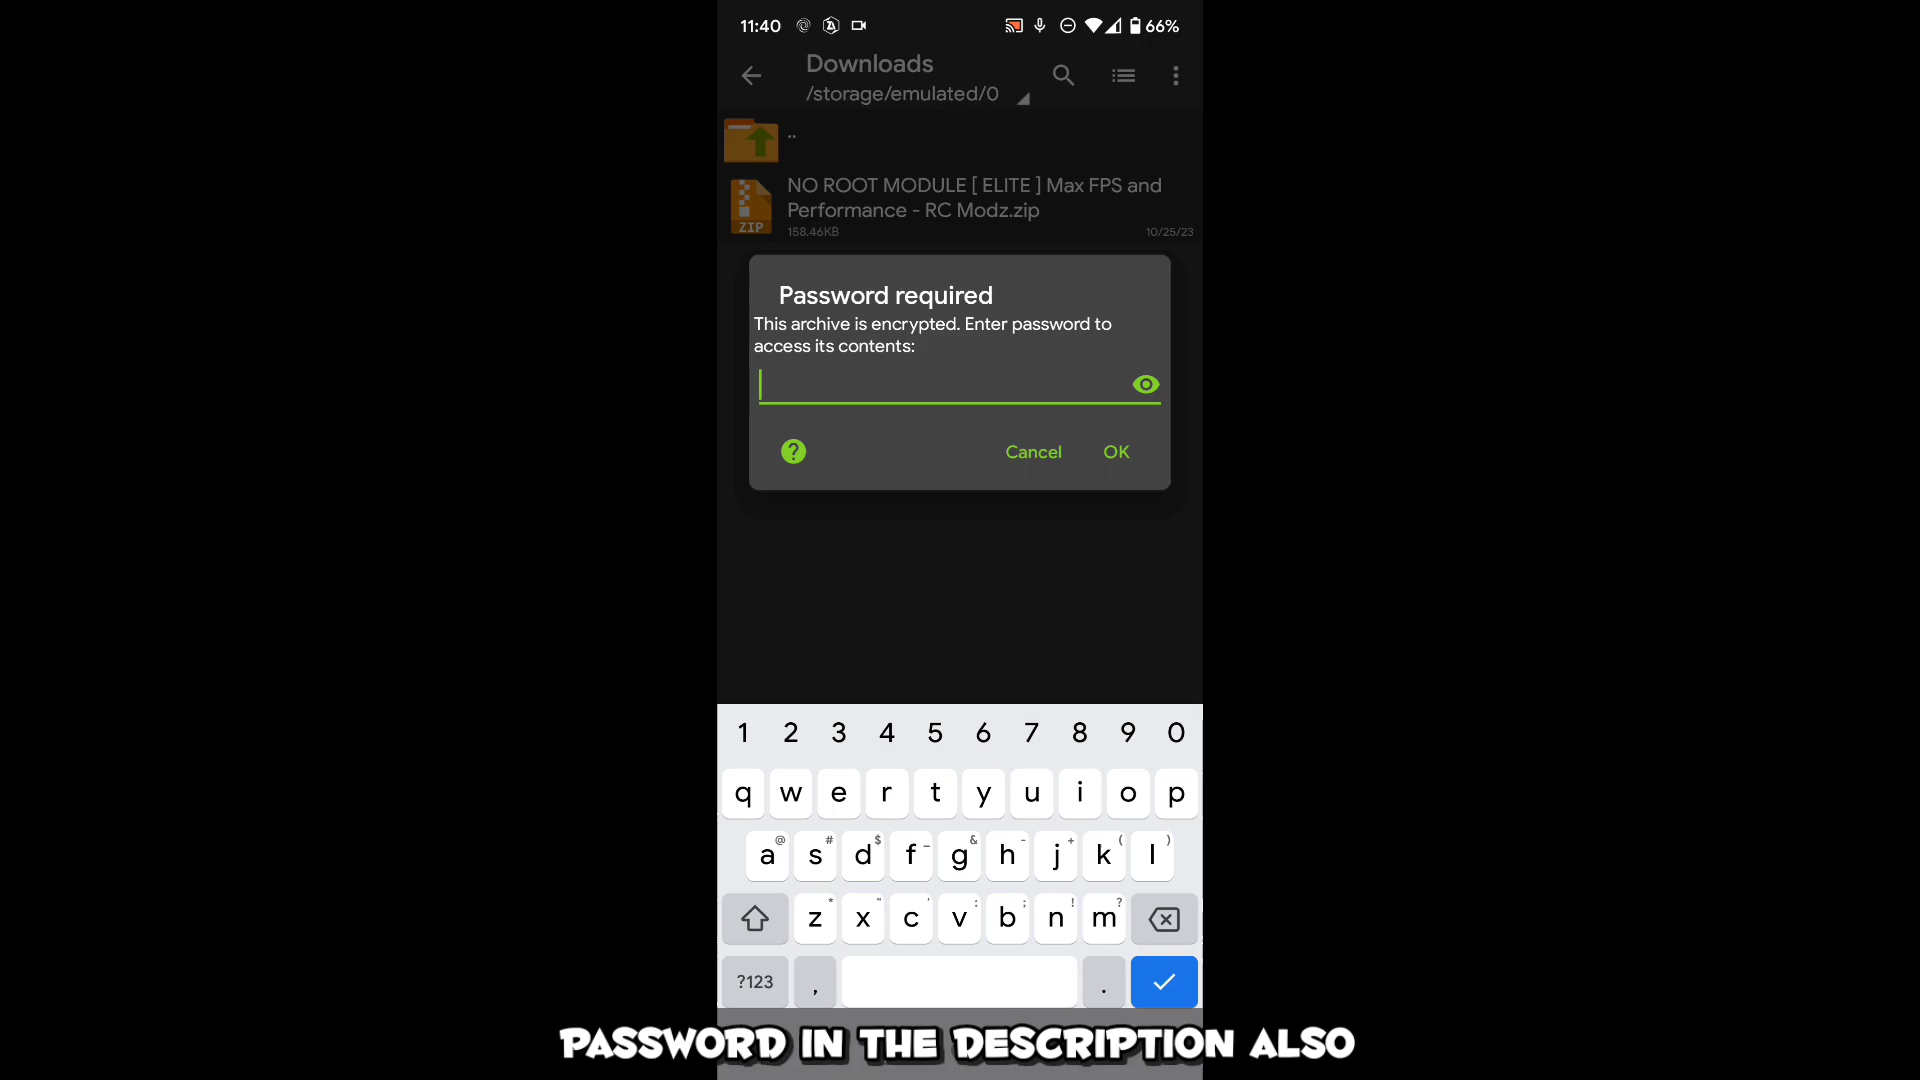 11:40
66%
Downloads
/storage/emulated/0
..
NO ROOT MODULE [ ELITE ] Max FPS and
Performance - RC Modz.zip
ZIP
158.46KB
10/25/23
Password required
This archive is encrypted. Enter password to
access its contents:
?
Cancel
OK
1 2 3 4 5 6 7 8 9 0
q w e r t y u i o p
@ # $ _ & - + ( )
a s d f g h j k l
* " ' : ; ! ?
z x c v b n m
?123 , .
PASSWORD IN THE DESCRIPTION ALSO